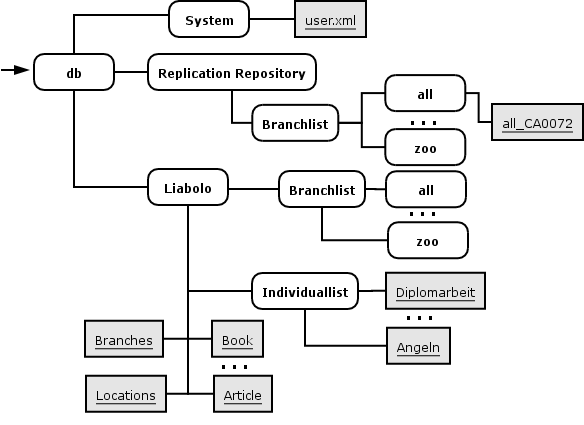 System
user.xml
db
Replication Repository
all
Branchlist
...
all_CA0072
zoo
Liabolo
Branchlist
all
...
zoo
Individuallist
Diplomarbeit
...
Branches
Book
Angeln
...
Locations
Article